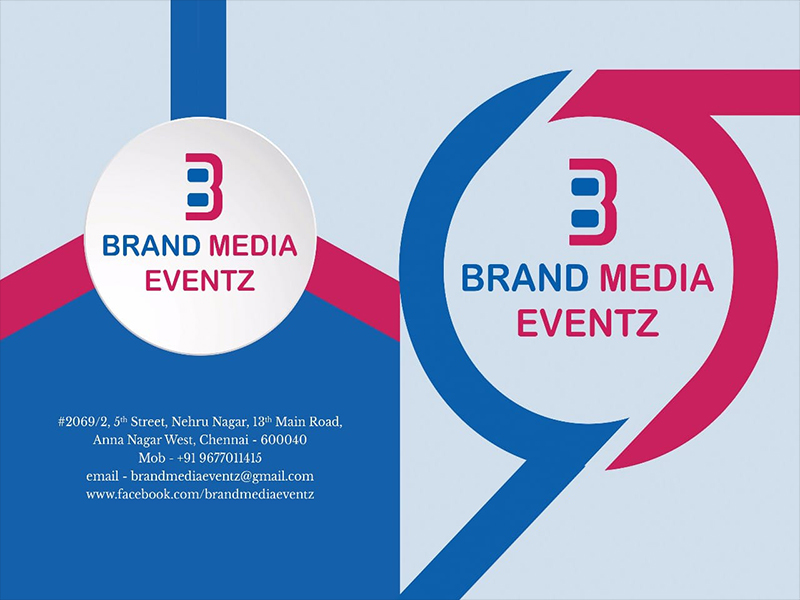 B
BRAND MEDIA
EVENTZ
#2069/2, 5th Street, Nehru Nagar, 13th Main Road,
Anna Nagar West, Chennai - 600040
Mob - +91 9677011415
email - brandmediaeventz@gmail.com
www.facebook.com/brandmediaeventz
B
BRAND MEDIA
EVENTZ